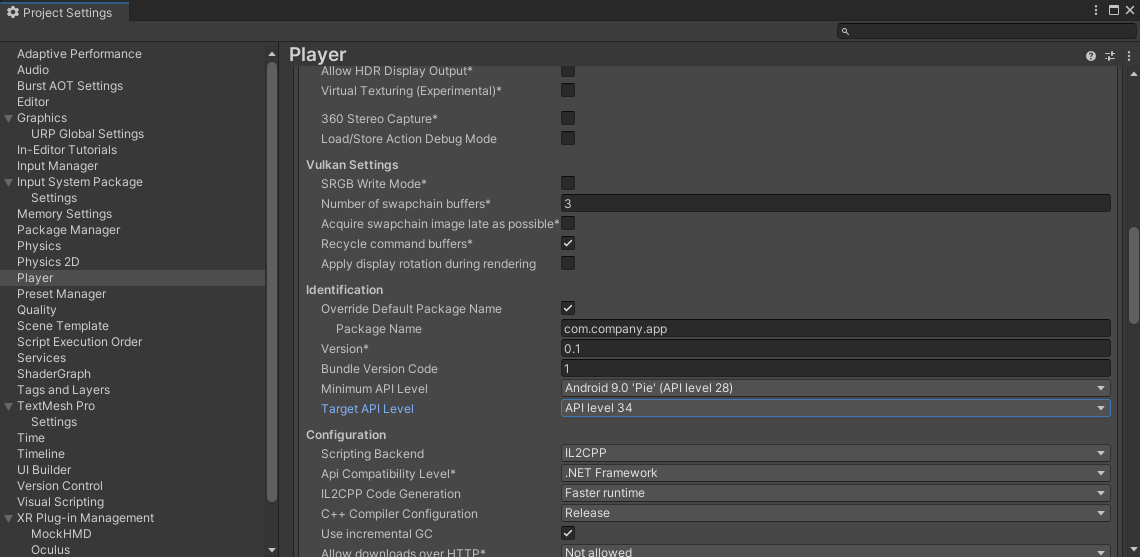 Project Settings
Adaptive Performance
Audio
Burst AOT Settings
Editor
Graphics
URP Global Settings
In-Editor Tutorials
Input Manager
Input System Package
Settings
Memory Settings
Package Manager
Physics
Physics 2D
Player
Preset Manager
Quality
Scene Template
Script Execution Order
Services
ShaderGraph
Tags and Layers
TextMesh Pro
Settings
Time
Timeline
UI Builder
Version Control
Visual Scripting
XR Plug-in Management
MockHMD
Oculus
Player
Allow HDR Display Output*
Virtual Texturing (Experimental)*
360 Stereo Capture*
Load/Store Action Debug Mode
Vulkan Settings
SRGB Write Mode*
Number of swapchain buffers* 3
Acquire swapchain image late as possible*
Recycle command buffers*
Apply display rotation during rendering
Identification
Override Default Package Name
Package Name com.company.app
Version* 0.1
Bundle Version Code 1
Minimum API Level Android 9.0 'Pie' (API level 28)
Target API Level API level 34
Configuration
Scripting Backend IL2CPP
Api Compatibility Level* .NET Framework
IL2CPP Code Generation Faster runtime
C++ Compiler Configuration Release
Use incremental GC
Allow downloads over HTTP* Not allowed